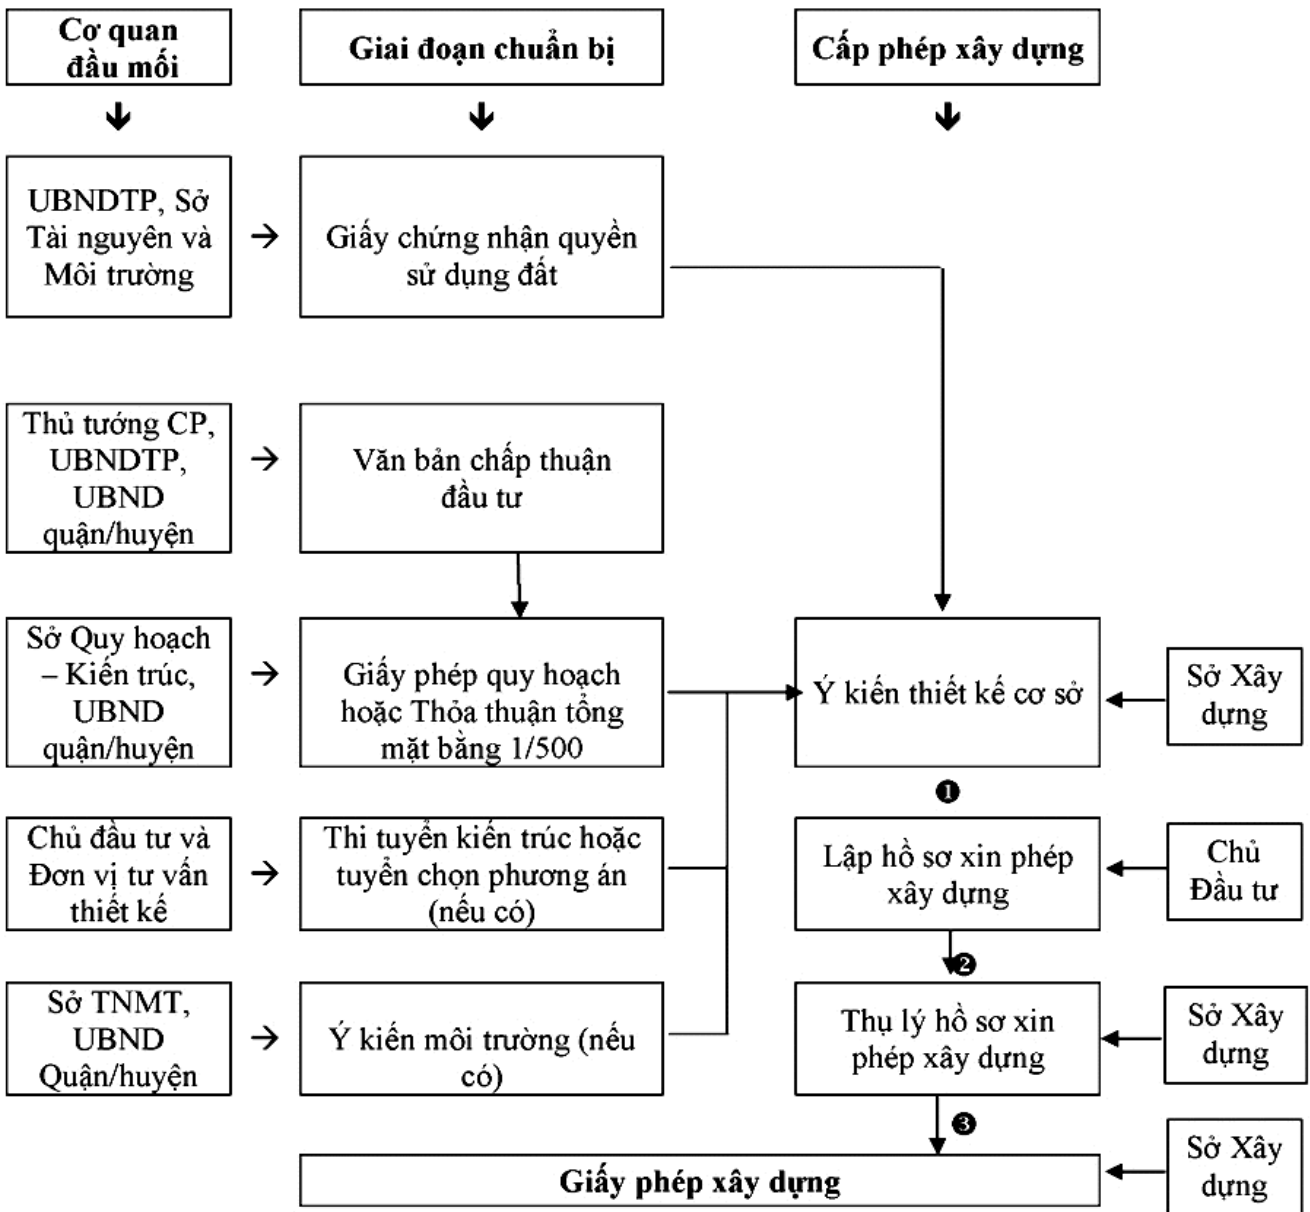 Cơ quan
đầu mối
Giai đoạn chuẩn bị
Cấp phép xây dựng
UBNDTP, Sở
Tài nguyên và
Môi trường
Giấy chứng nhận quyền
sử dụng đất
Thủ tướng CP,
UBNDTP,
UBND
quận/huyện
Văn bản chấp thuận
đầu tư
Sở Quy hoạch
– Kiến trúc,
UBND
quận/huyện
Giấy phép quy hoạch
hoặc Thỏa thuận tổng
mặt bằng 1/500
Ý kiến thiết kế cơ sở
Sở Xây
dựng
❶
Chủ đầu tư và
Đơn vị tư vấn
thiết kế
Thi tuyển kiến trúc hoặc
tuyển chọn phương án
(nếu có)
Lập hồ sơ xin phép
xây dựng
Chủ
Đầu tư
❷
Sở TNMT,
UBND
Quận/huyện
Ý kiến môi trường (nếu
có)
Thụ lý hồ sơ xin
phép xây dựng
Sở Xây
dựng
❸
Giấy phép xây dựng
Sở Xây
dựng